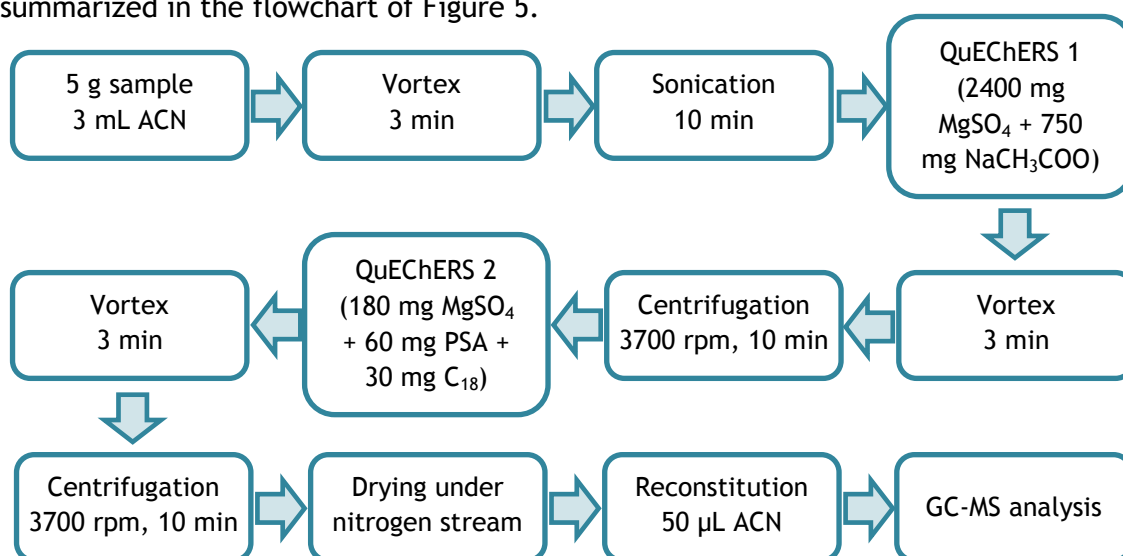 summarized in the flowchart of Figure 5.
5 g sample
3 mL ACN
Vortex
3 min
Sonication
10 min
QuEChERS 1
(2400 mg
MgSO₄ + 750
mg NaCH₃COO)
Vortex
3 min
Centrifugation
3700 rpm, 10 min
QuEChERS 2
(180 mg MgSO₄
+ 60 mg PSA +
30 mg C₁₈)
Vortex
3 min
Centrifugation
3700 rpm, 10 min
Drying under
nitrogen stream
Reconstitution
50 µL ACN
GC-MS analysis